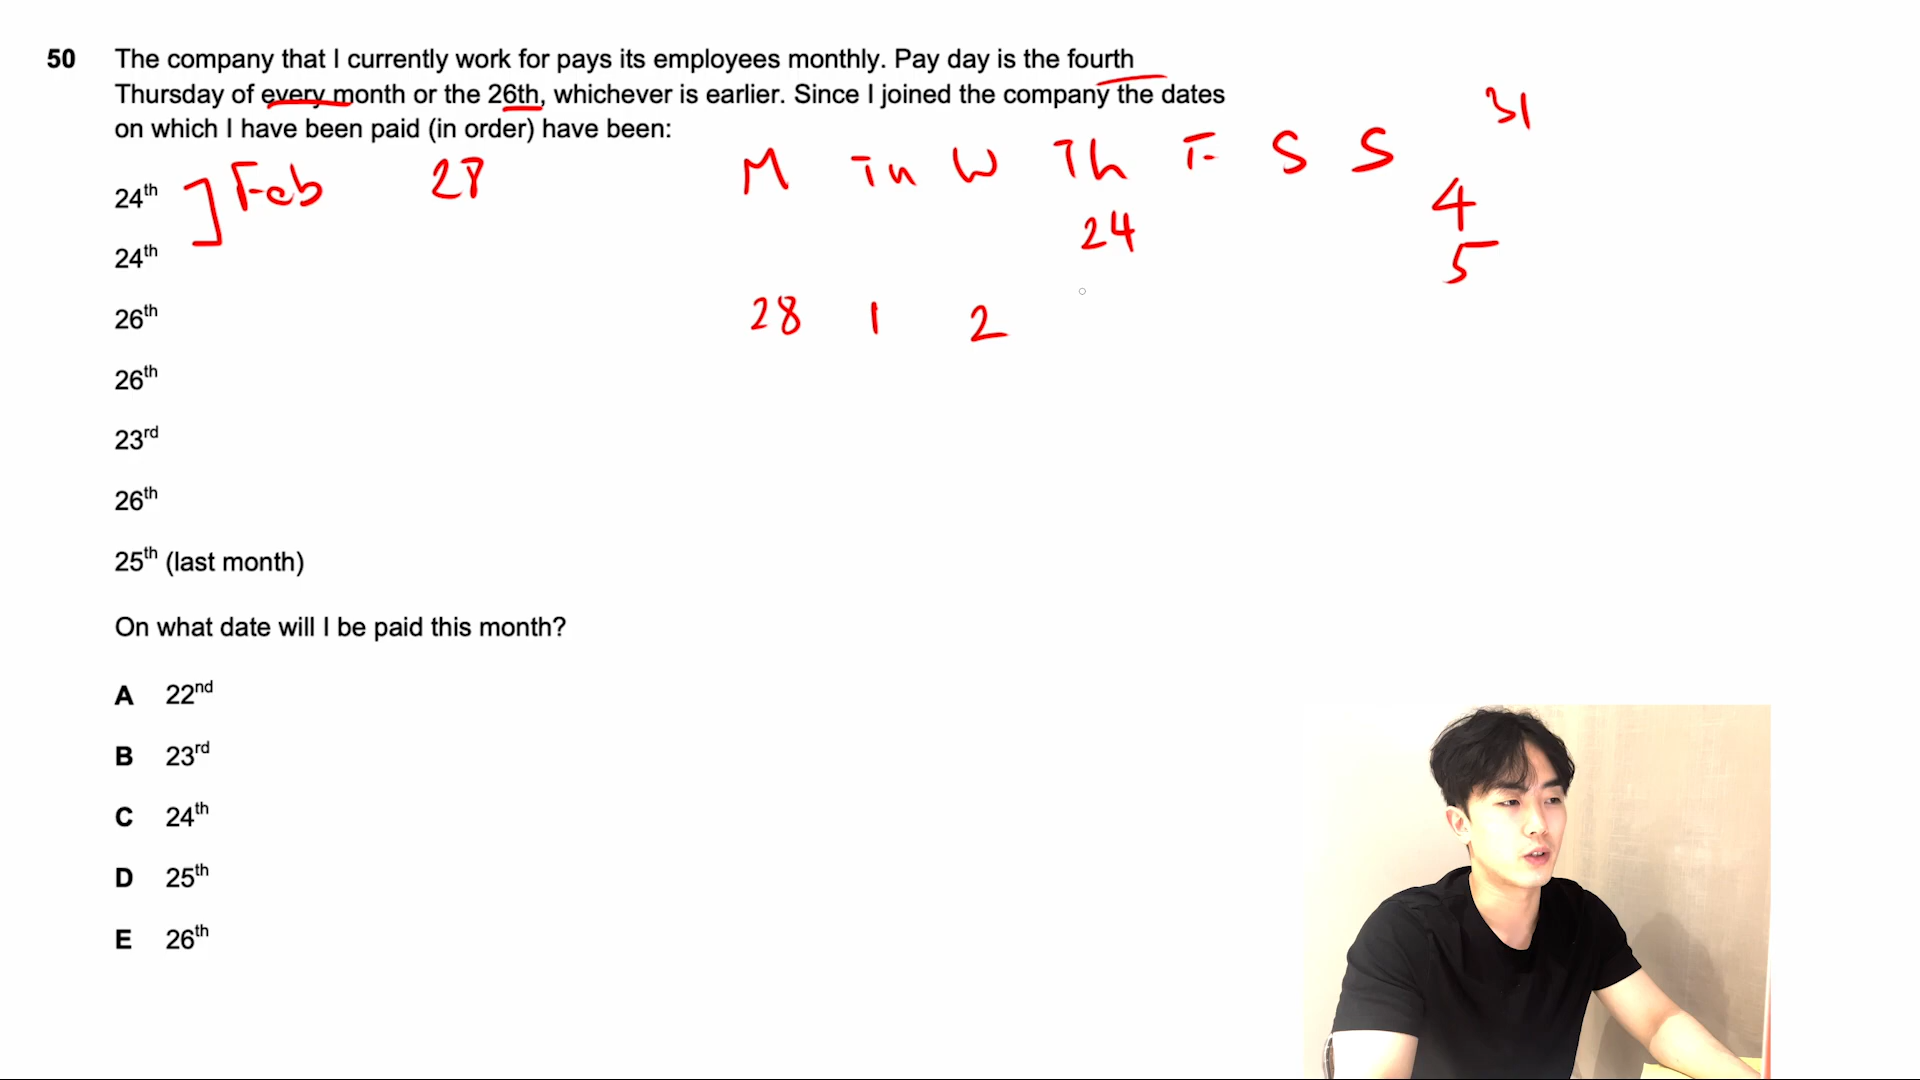 50 The company that I currently work for pays its employees monthly. Pay day is the fourth
Thursday of every month or the 26th, whichever is earlier. Since I joined the company the dates
on which I have been paid (in order) have been:
31
M Tu W Th F S S
24th ] Feb 28
4
24
24th
5
26th
28 1 2
26th
23rd
26th
25th (last month)
On what date will I be paid this month?
A 22nd
B 23rd
C 24th
D 25th
E 26th